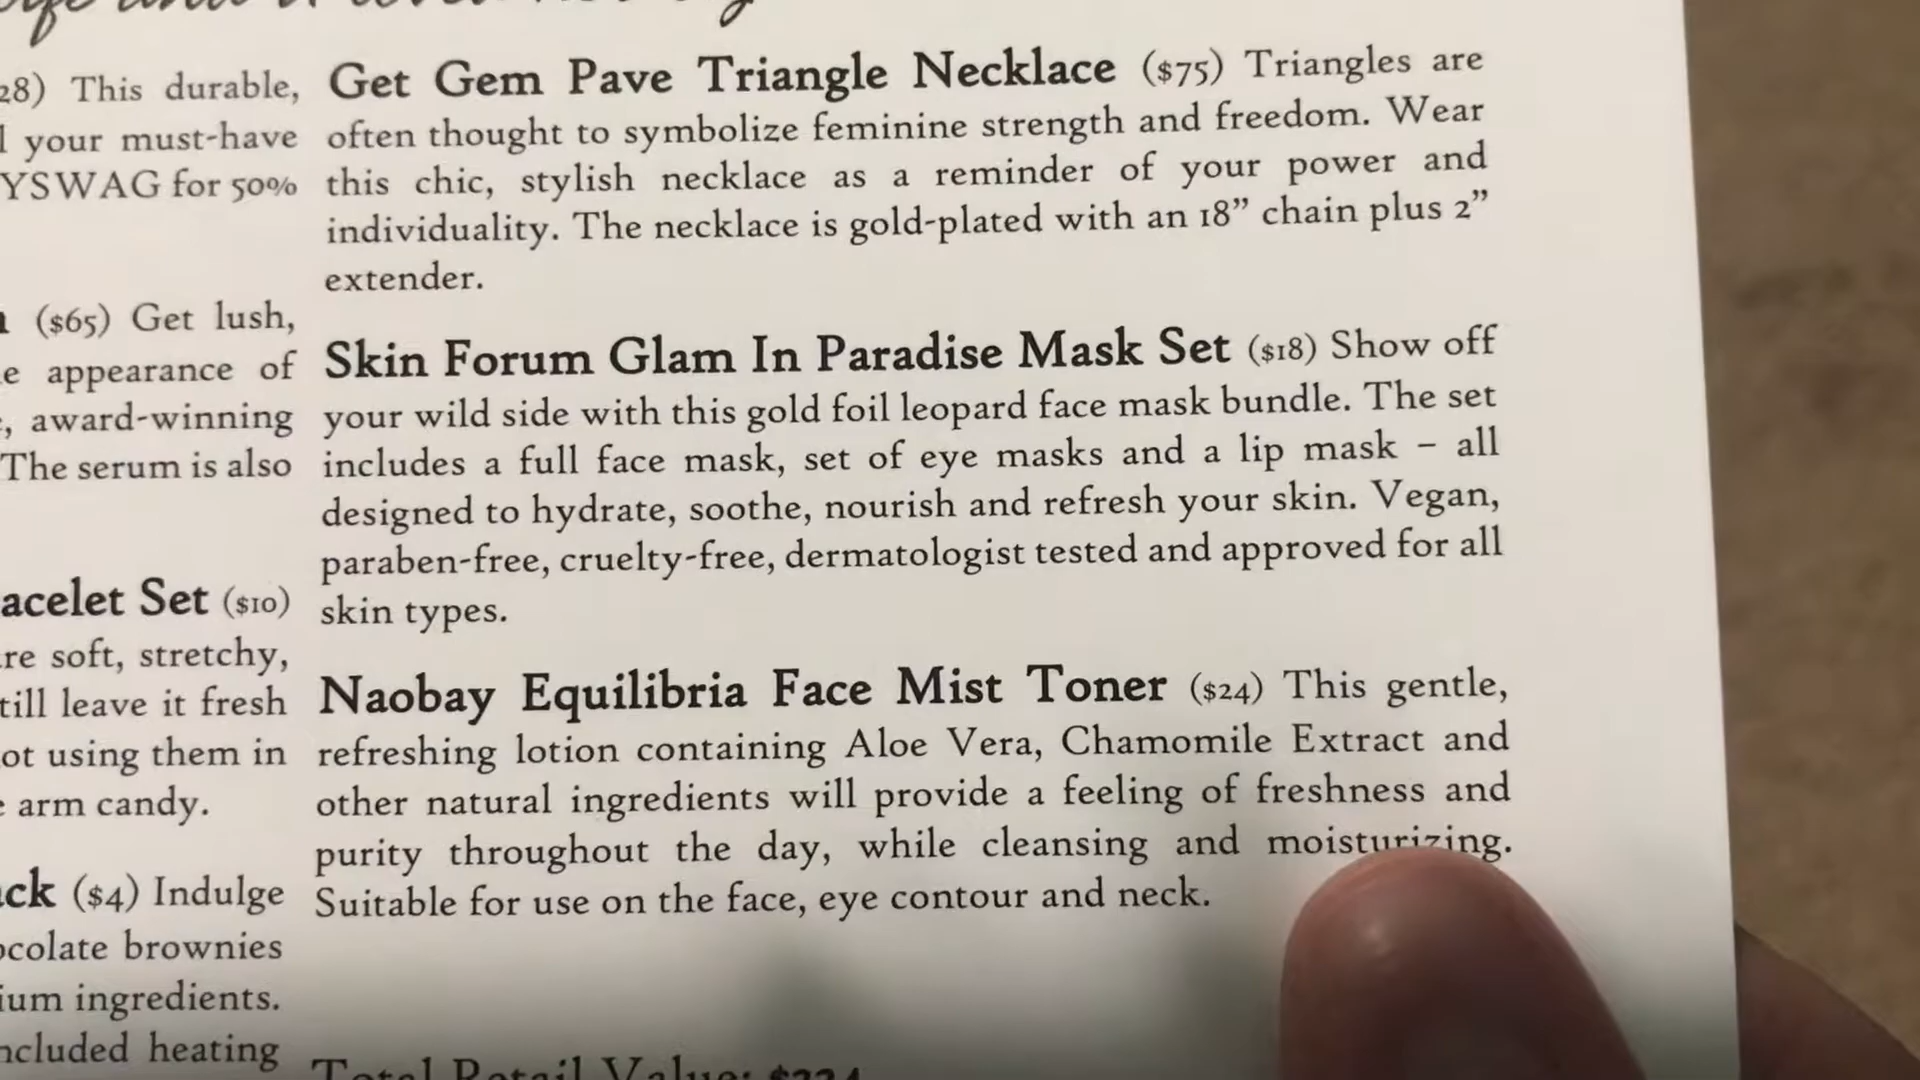 28) This durable,
your must-have
YSWAG for 50%
($65) Get lush,
appearance of
award-winning
The serum is also
acelet Set ($10)
re soft, stretchy,
till leave it fresh
ot using them in
arm candy.
ck ($4) Indulge
ocolate brownies
ium ingredients.
ncluded heating
Get Gem Pave Triangle Necklace ($75) Triangles are
often thought to symbolize feminine strength and freedom. Wear
this chic, stylish necklace as a reminder of your power and
individuality. The necklace is gold-plated with an 18” chain plus 2”
extender.
Skin Forum Glam In Paradise Mask Set ($18) Show off
your wild side with this gold foil leopard face mask bundle. The set
includes a full face mask, set of eye masks and a lip mask – all
designed to hydrate, soothe, nourish and refresh your skin. Vegan,
paraben-free, cruelty-free, dermatologist tested and approved for all
skin types.
Naobay Equilibria Face Mist Toner ($24) This gentle,
refreshing lotion containing Aloe Vera, Chamomile Extract and
other natural ingredients will provide a feeling of freshness and
purity throughout the day, while cleansing and moisturizing.
Suitable for use on the face, eye contour and neck.
Total Retail Value: $224